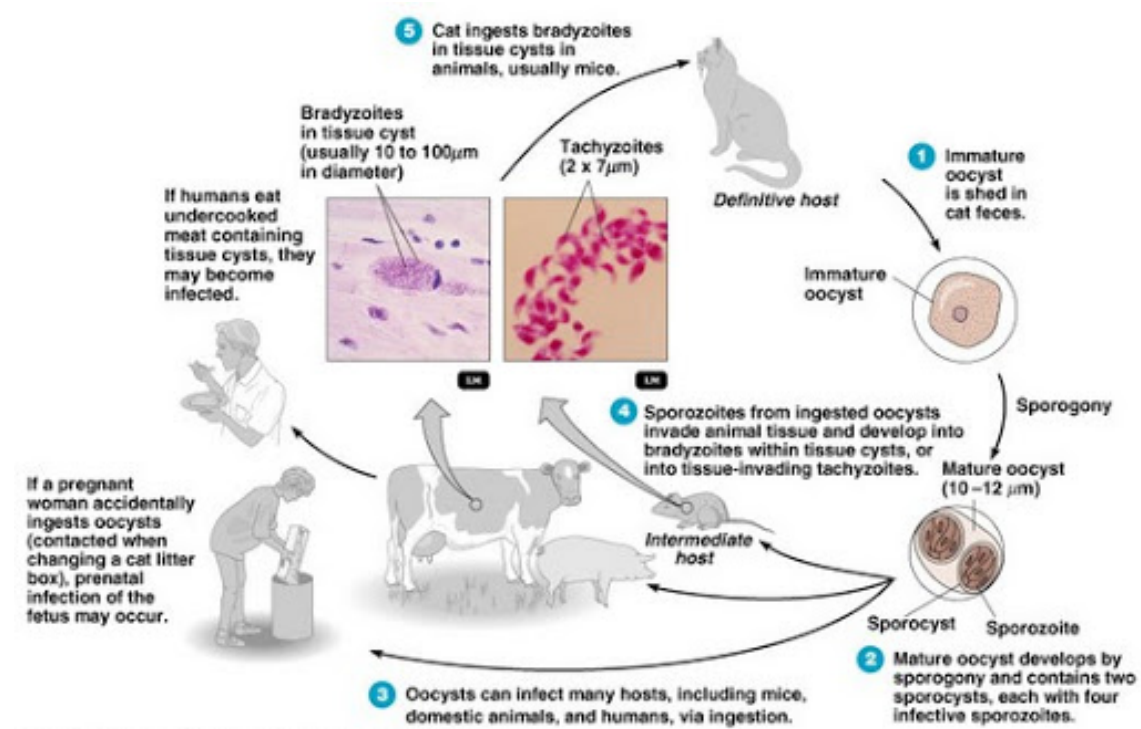 5 Cat ingests bradyzoites
in tissue cysts in
animals, usually mice.
Bradyzoites
in tissue cyst
(usually 10 to 100μm
in diameter)
Tachyzoites
(2 x 7μm)
Definitive host
1 Immature
oocyst
is shed in
cat feces.
If humans eat
undercooked
meat containing
tissue cysts, they
may become
infected.
Immature
oocyst
LM
LM
Sporogony
4 Sporozoites from ingested oocysts
invade animal tissue and develop into
bradyzoites within tissue cysts, or
into tissue-invading tachyzoites.
Mature oocyst
(10–12 μm)
If a pregnant
woman accidentally
ingests oocysts
(contacted when
changing a cat litter
box), prenatal
infection of the
fetus may occur.
Intermediate
host
Sporocyst
Sporozoite
2 Mature oocyst develops by
sporogony and contains two
sporocysts, each with four
infective sporozoites.
3 Oocysts can infect many hosts, including mice,
domestic animals, and humans, via ingestion.